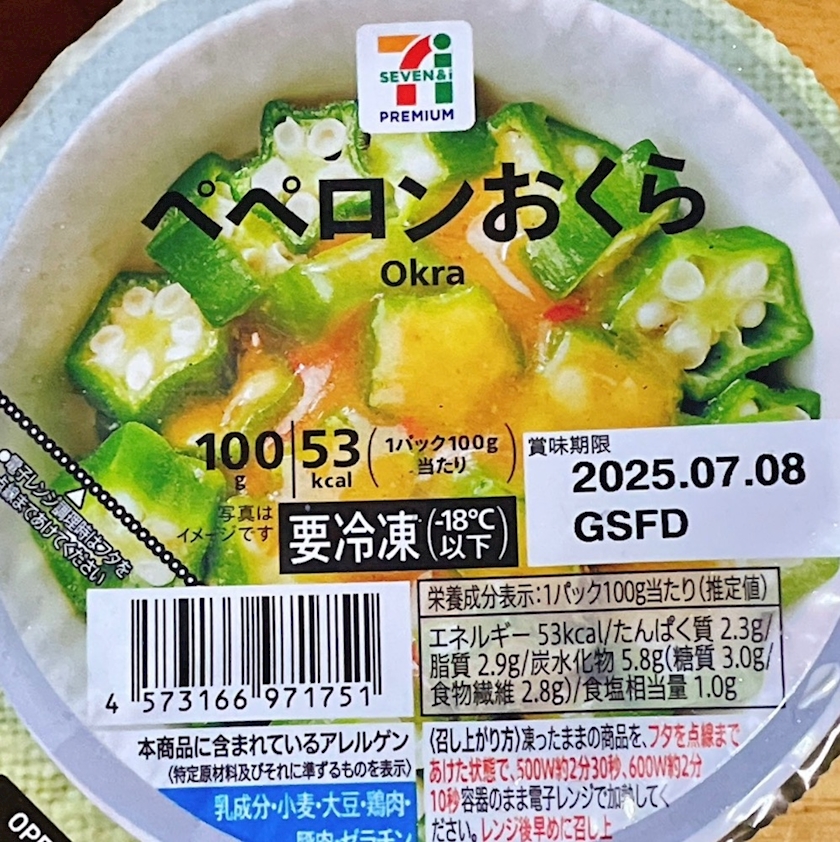 SEVEN&i
PREMIUM
ペペロンおくら
Okra
100g
53kcal
(1パック100g
当たり)
賞味期限
2025.07.08
GSFD
写真は
イメージです
要冷凍(-18℃
以下)
●電子レンジ調理時はフタを
点線まであけてください
栄養成分表示:1パック100g当たり(推定値)
エネルギー 53kcal/たんぱく質 2.3g/
脂質 2.9g/炭水化物 5.8g(糖質 3.0g/
食物繊維 2.8g)/食塩相当量 1.0g
4 573166 971751
本商品に含まれているアレルゲン
〈特定原材料及びそれに準ずるものを表示〉
乳成分・小麦・大豆・鶏肉・
豚肉・ゼラチン
〈召し上がり方〉凍ったままの商品を、フタを点線まで
あけた状態で、500W約2分30秒、600W約2分
10秒容器のまま電子レンジで加熱してく
ださい。レンジ後早めに召し上